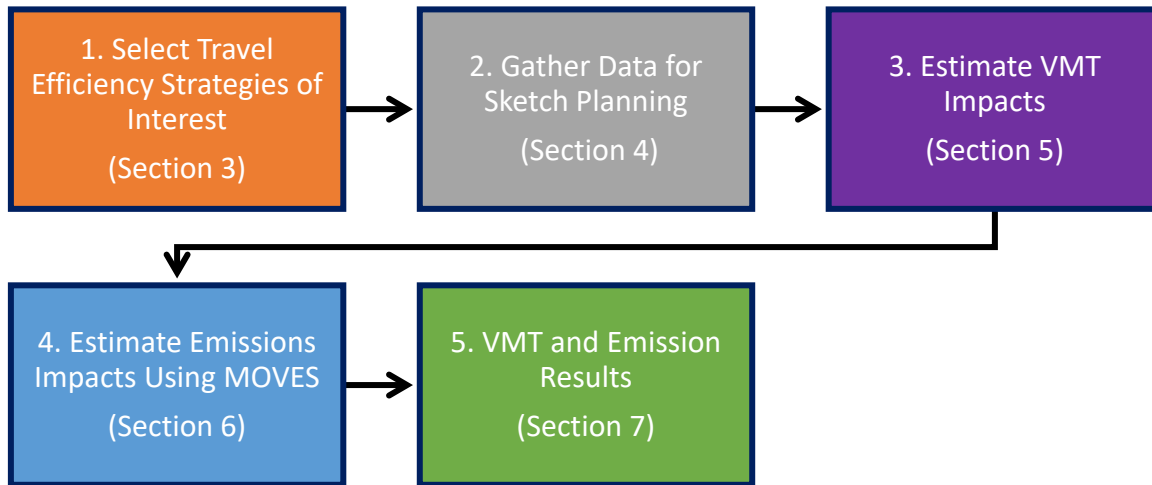 1. Select Travel
Efficiency Strategies of
Interest
(Section 3)
2. Gather Data for
Sketch Planning
(Section 4)
3. Estimate VMT
Impacts
(Section 5)
4. Estimate Emissions
Impacts Using MOVES
(Section 6)
5. VMT and Emission
Results
(Section 7)